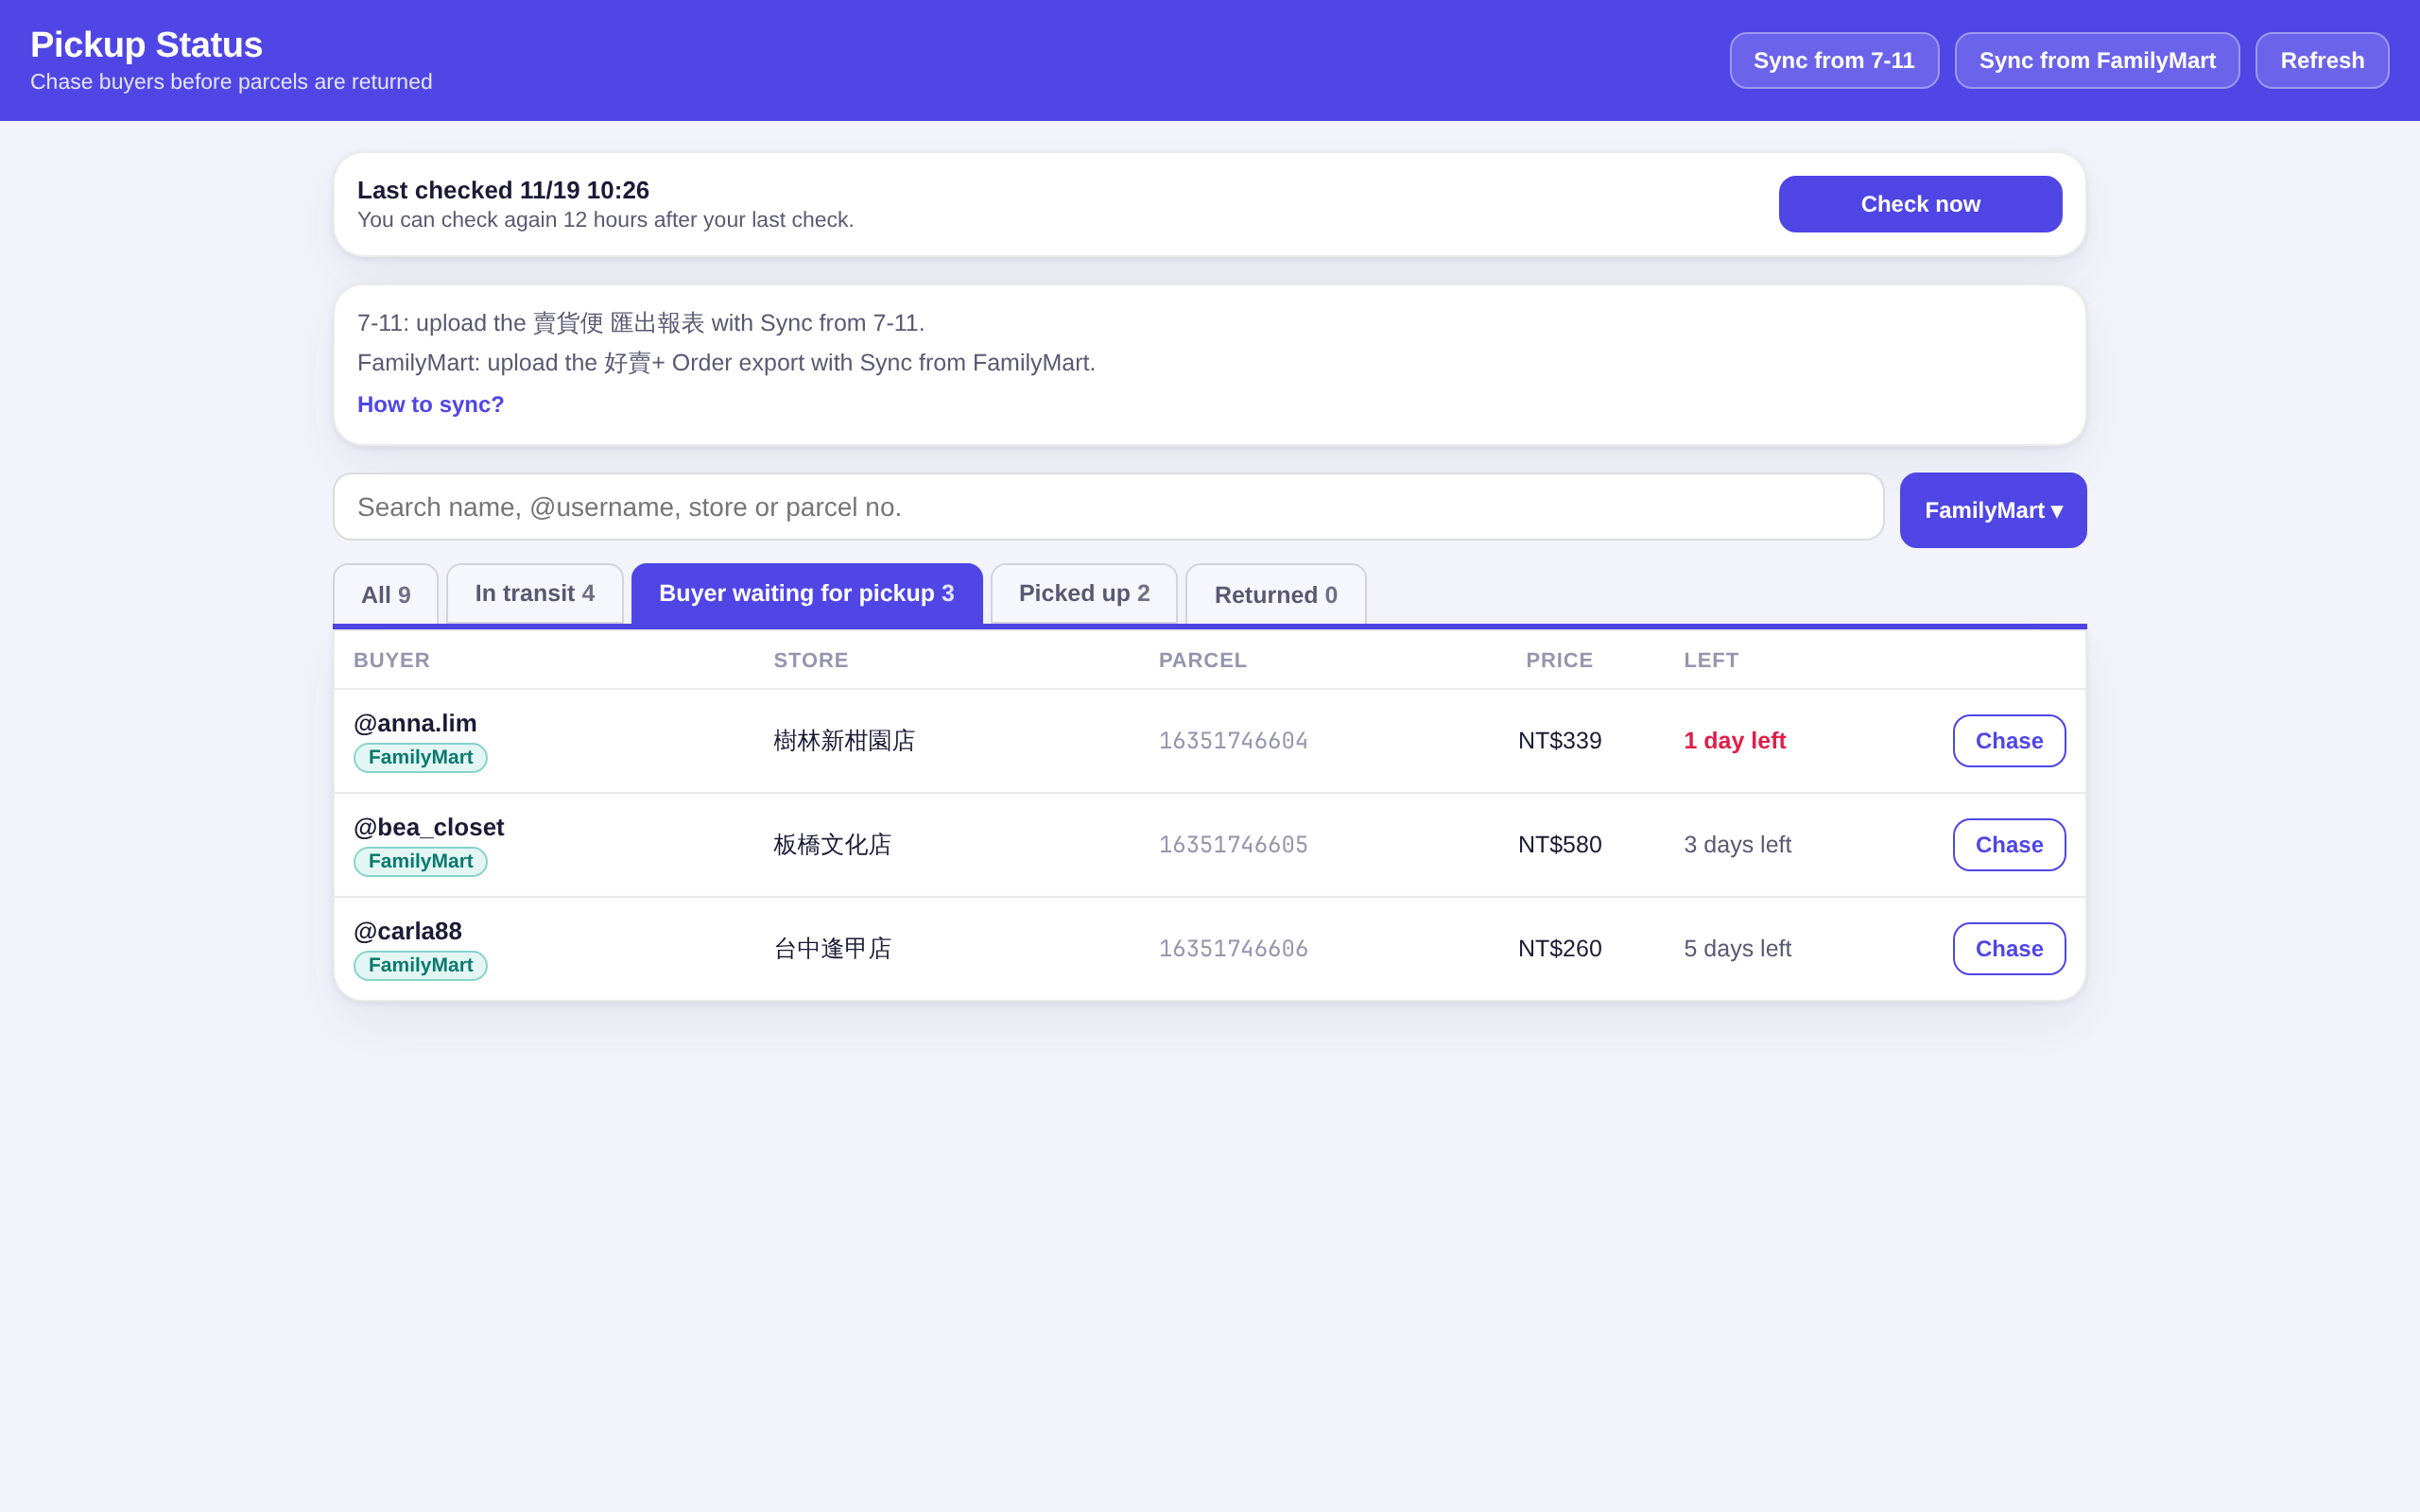 Pickup Status
Chase buyers before parcels are returned
Sync from 7-11
Sync from FamilyMart
Refresh
Last checked 11/19 10:26
You can check again 12 hours after your last check.
Check now
7-11: upload the 賣貨便 匯出報表 with Sync from 7-11.
FamilyMart: upload the 好賣+ Order export with Sync from FamilyMart.
How to sync?
Search name, @username, store or parcel no.
FamilyMart ▾
All 9
In transit 4
Buyer waiting for pickup 3
Picked up 2
Returned 0
BUYER STORE PARCEL PRICE LEFT
@anna.lim
FamilyMart
樹林新柑園店 16351746604 NT$339 1 day left Chase
@bea_closet
FamilyMart
板橋文化店 16351746605 NT$580 3 days left Chase
@carla88
FamilyMart
台中逢甲店 16351746606 NT$260 5 days left Chase